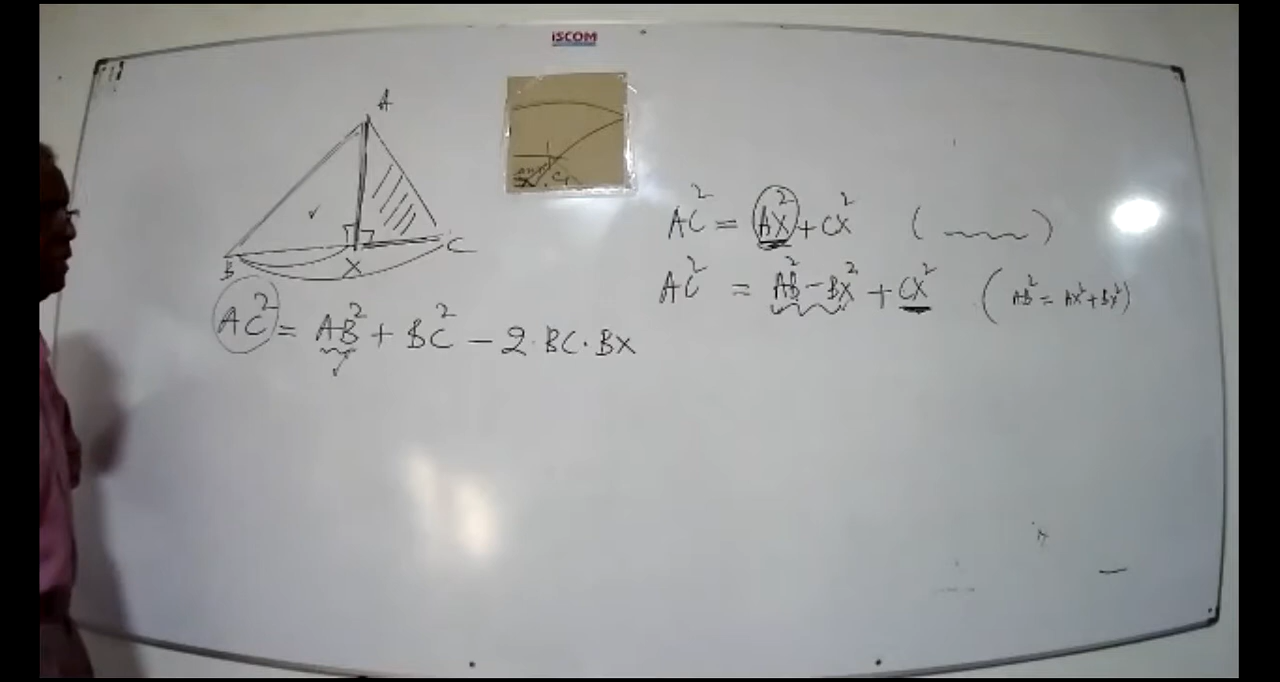 ISCOM
A
B
X
C
AC² = AB² + BC² - 2·BC·BX
AC² = AX² + CX² ( )
AC² = AB² - BX² + CX² (AB² = AX² + BX²)